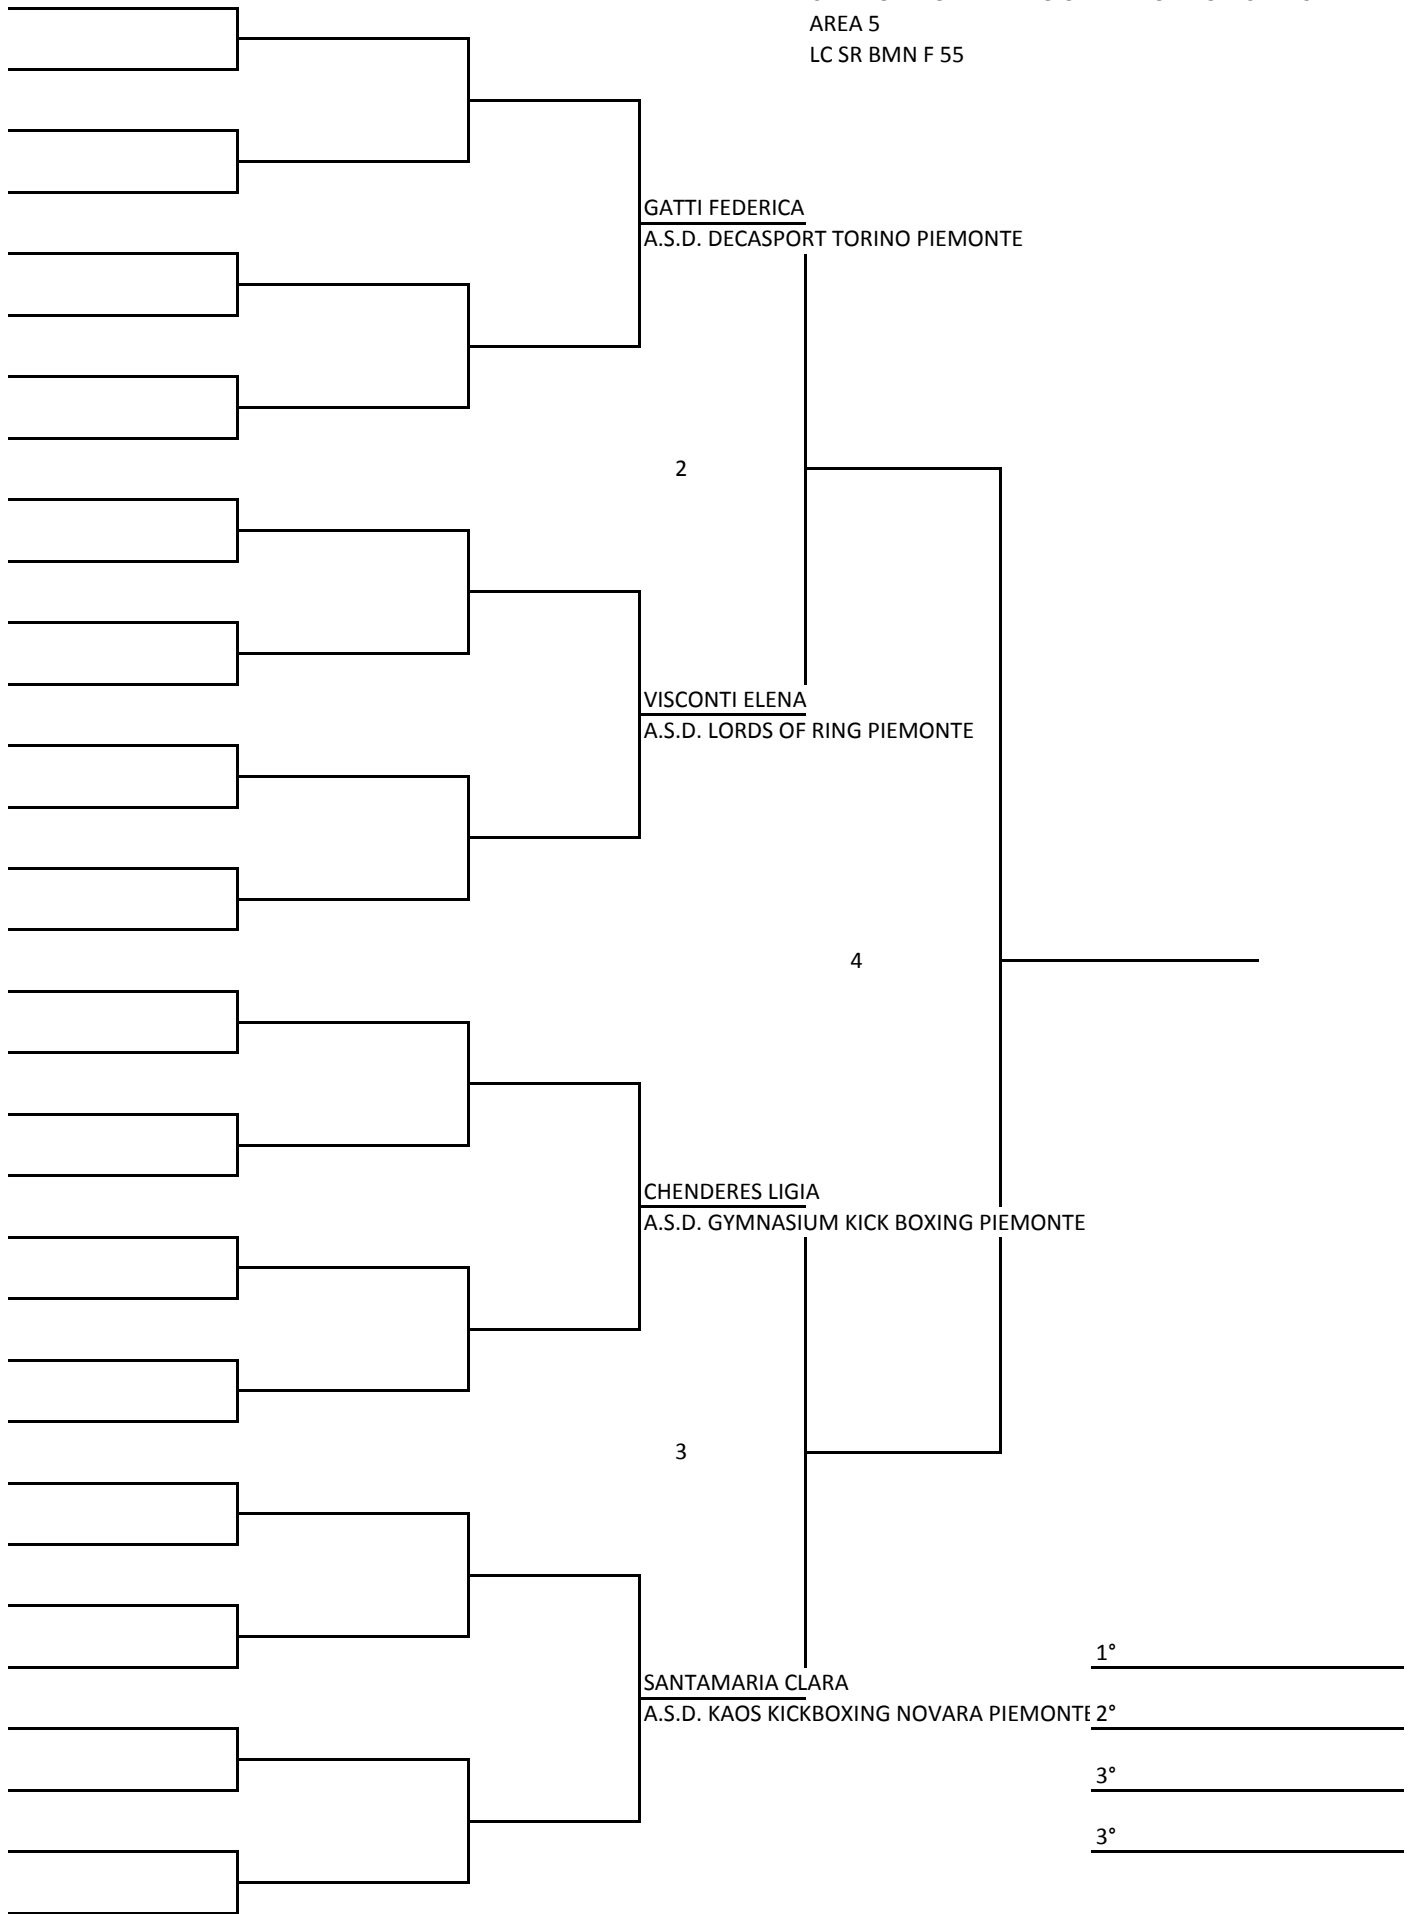 AREA 5
LC SR BMN F 55
GATTI FEDERICA
A.S.D. DECASPORT TORINO PIEMONTE
2
VISCONTI ELENA
A.S.D. LORDS OF RING PIEMONTE
4
CHENDERES LIGIA
A.S.D. GYMNASIUM KICK BOXING PIEMONTE
3
1°
SANTAMARIA CLARA
A.S.D. KAOS KICKBOXING NOVARA PIEMONTE
2°
3°
3°